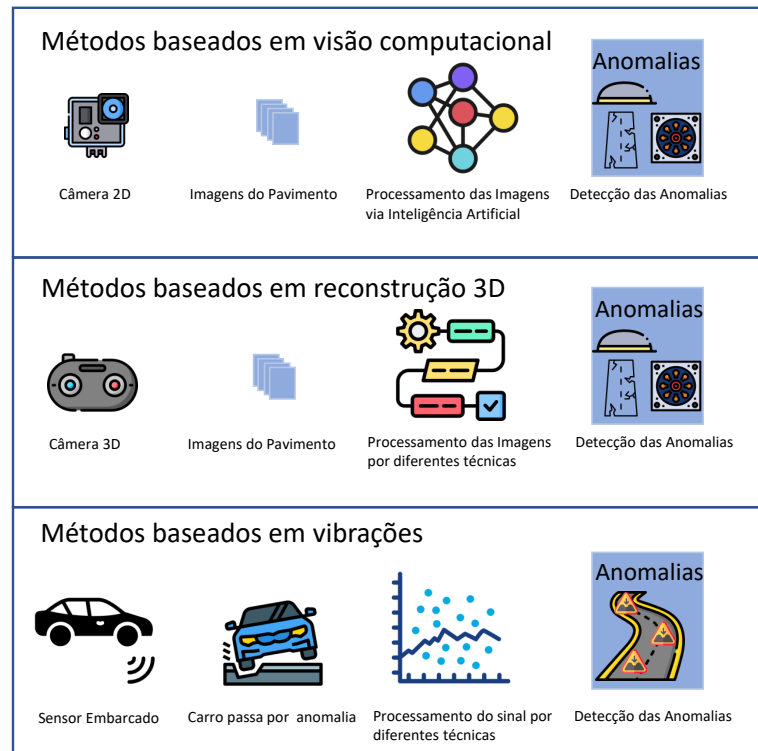 Métodos baseados em visão computacional
Anomalias
Câmera 2D
Imagens do Pavimento
Processamento das Imagens
via Inteligência Artificial
Detecção das Anomalias
Métodos baseados em reconstrução 3D
Anomalias
Câmera 3D
Imagens do Pavimento
Processamento das Imagens
por diferentes técnicas
Detecção das Anomalias
Métodos baseados em vibrações
Anomalias
Sensor Embarcado
Carro passa por anomalia
Processamento do sinal por
diferentes técnicas
Detecção das Anomalias